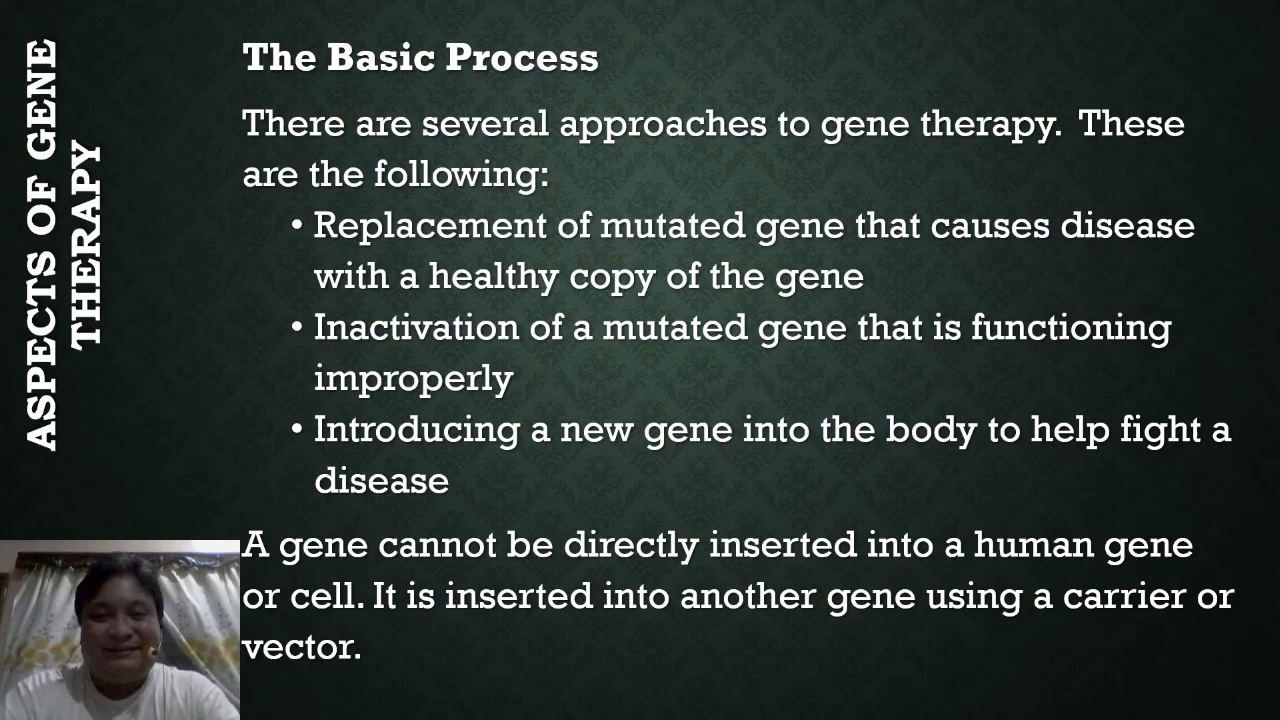 ASPECTS OF GENE
THERAPY
The Basic Process
There are several approaches to gene therapy. These
are the following:
• Replacement of mutated gene that causes disease
with a healthy copy of the gene
• Inactivation of a mutated gene that is functioning
improperly
• Introducing a new gene into the body to help fight a
disease
A gene cannot be directly inserted into a human gene
or cell. It is inserted into another gene using a carrier or
vector.